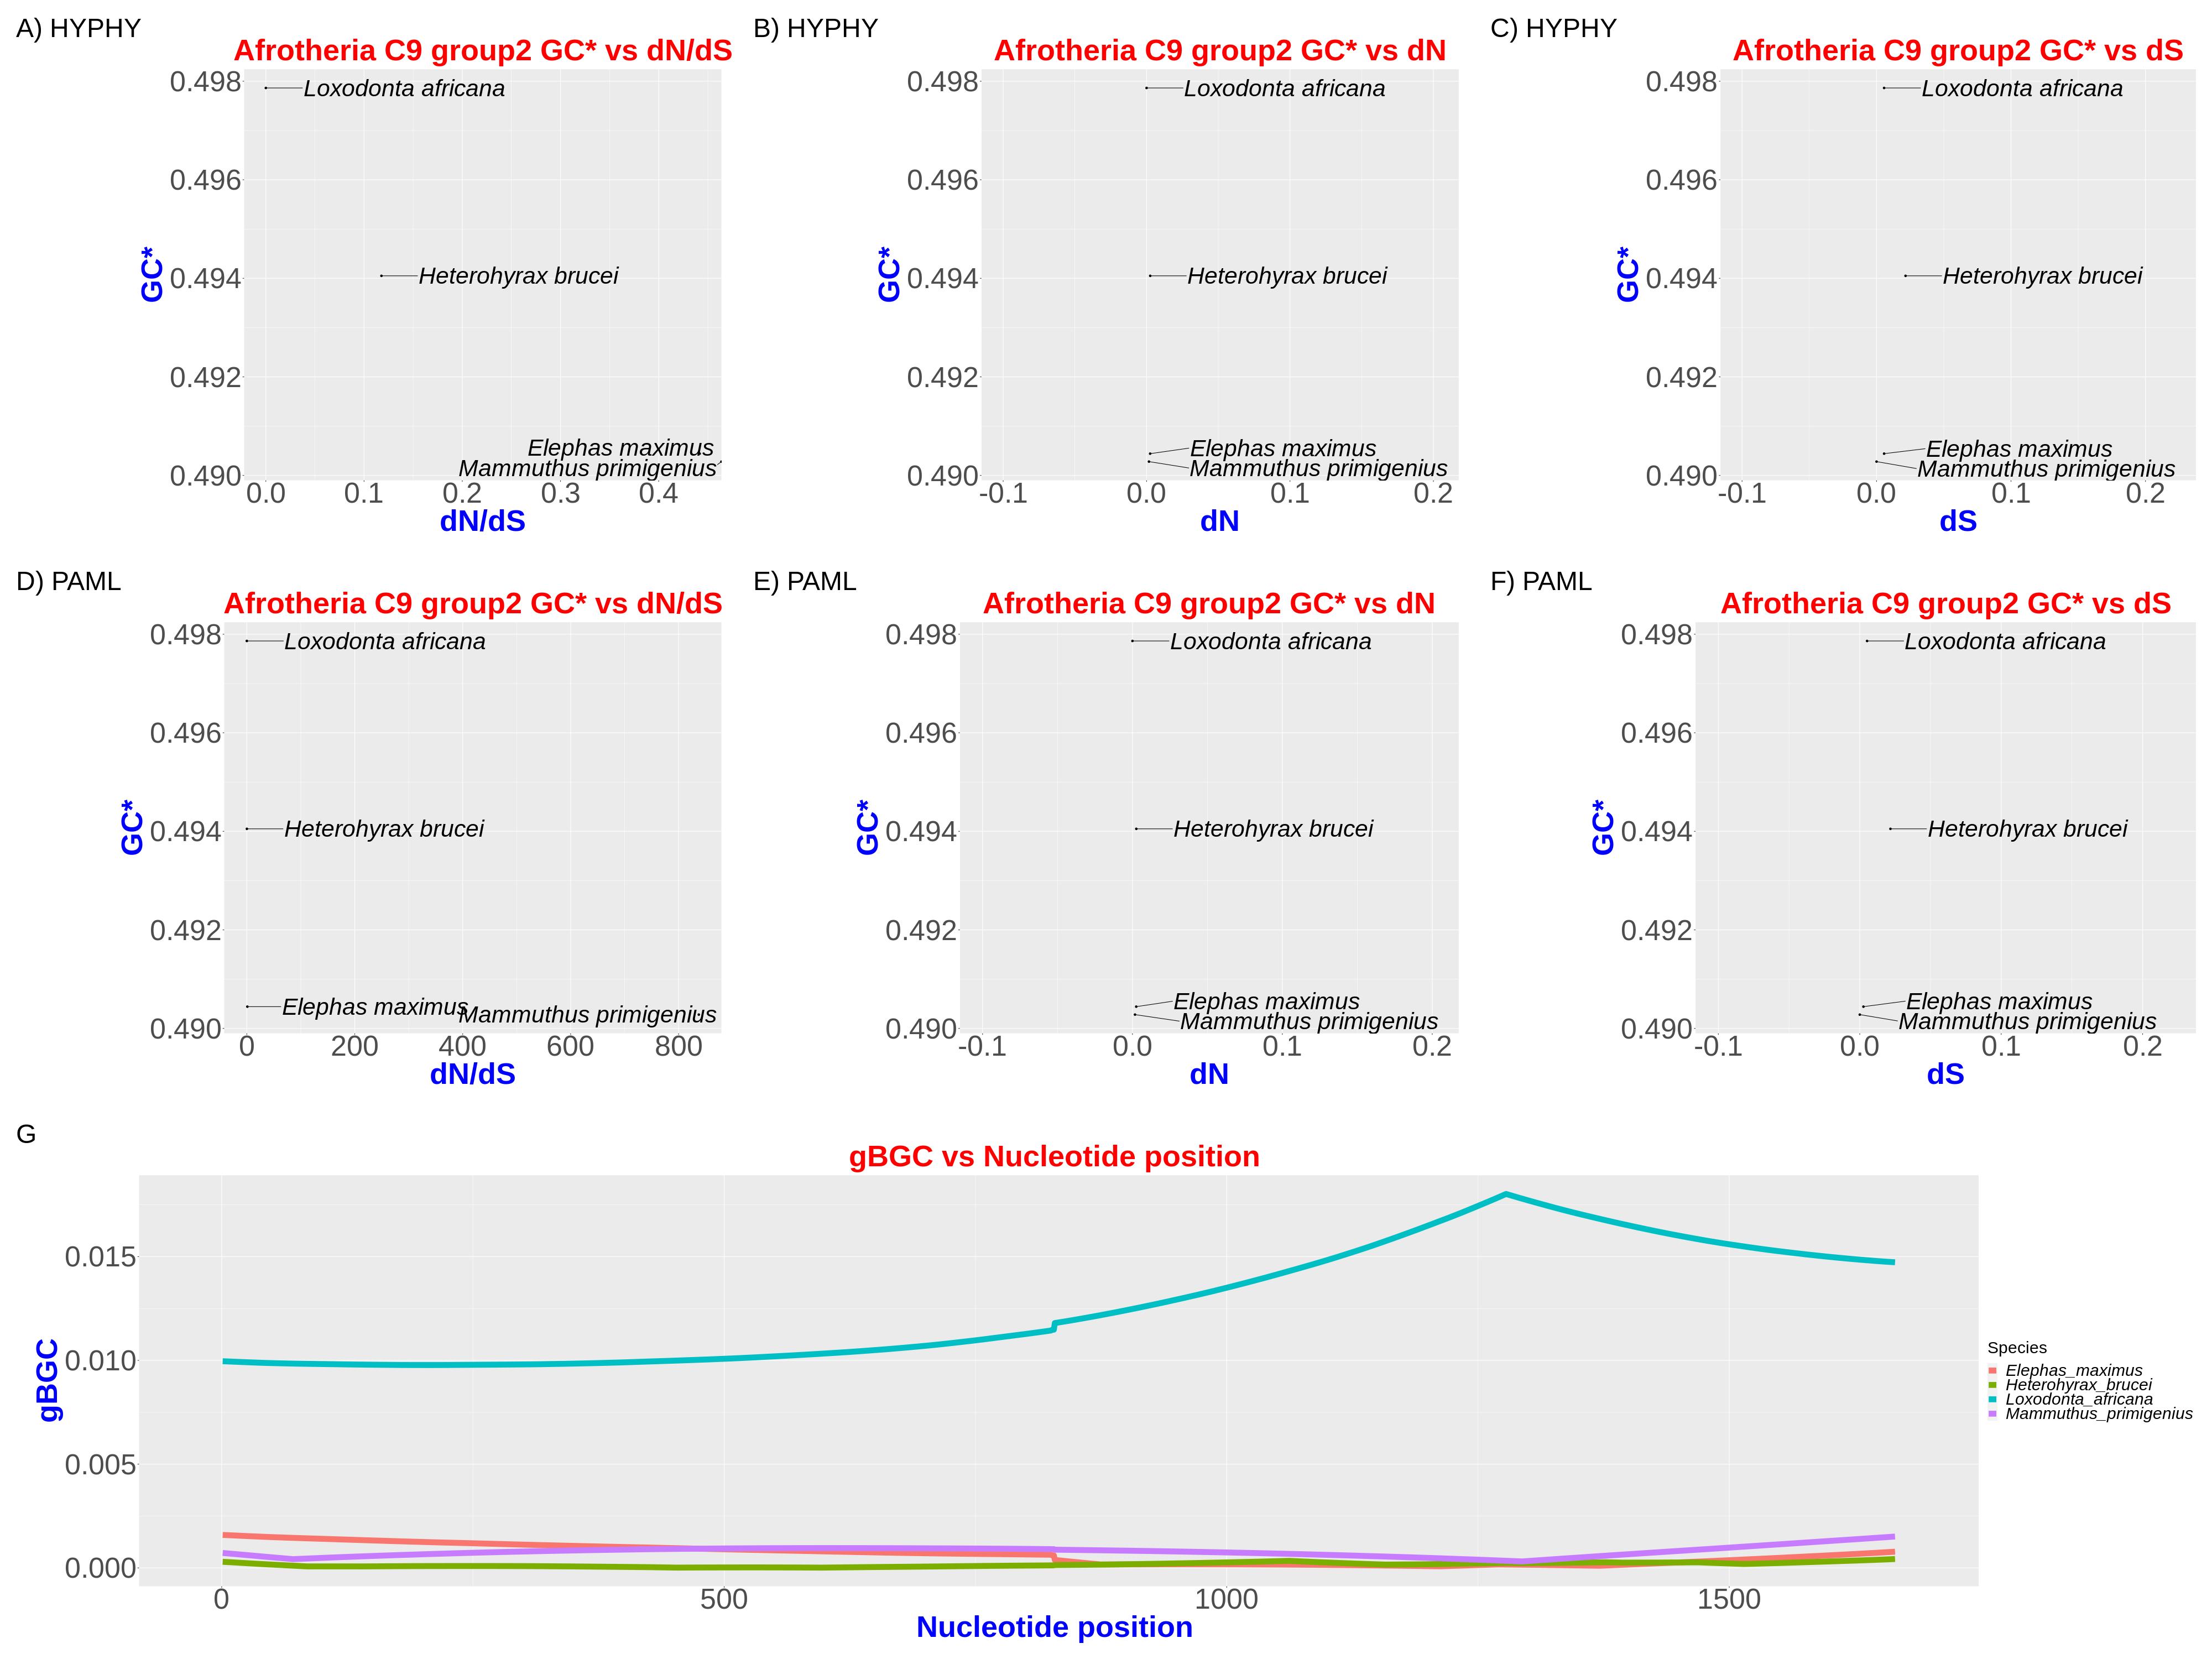 A) HYPHY
Afrotheria C9 group2 GC* vs dN/dS
GC*
0.498
0.496
0.494
0.492
0.490
Loxodonta africana
Heterohyrax brucei
Elephas maximus
Mammuthus primigenius
0.0 0.1 0.2 0.3 0.4
dN/dS
B) HYPHY
Afrotheria C9 group2 GC* vs dN
GC*
0.498
0.496
0.494
0.492
0.490
Loxodonta africana
Heterohyrax brucei
Elephas maximus
Mammuthus primigenius
-0.1 0.0 0.1 0.2
dN
C) HYPHY
Afrotheria C9 group2 GC* vs dS
GC*
0.498
0.496
0.494
0.492
0.490
Loxodonta africana
Heterohyrax brucei
Elephas maximus
Mammuthus primigenius
-0.1 0.0 0.1 0.2
dS
D) PAML
Afrotheria C9 group2 GC* vs dN/dS
GC*
0.498
0.496
0.494
0.492
0.490
Loxodonta africana
Heterohyrax brucei
Elephas maximus
Mammuthus primigenius
0 200 400 600 800
dN/dS
E) PAML
Afrotheria C9 group2 GC* vs dN
GC*
0.498
0.496
0.494
0.492
0.490
Loxodonta africana
Heterohyrax brucei
Elephas maximus
Mammuthus primigenius
-0.1 0.0 0.1 0.2
dN
F) PAML
Afrotheria C9 group2 GC* vs dS
GC*
0.498
0.496
0.494
0.492
0.490
Loxodonta africana
Heterohyrax brucei
Elephas maximus
Mammuthus primigenius
-0.1 0.0 0.1 0.2
dS
G
gBGC vs Nucleotide position
gBGC
0.015
0.010
0.005
0.000
0 500 1000 1500
Nucleotide position
Species
Elephas_maximus
Heterohyrax_brucei
Loxodonta_africana
Mammuthus_primigenius